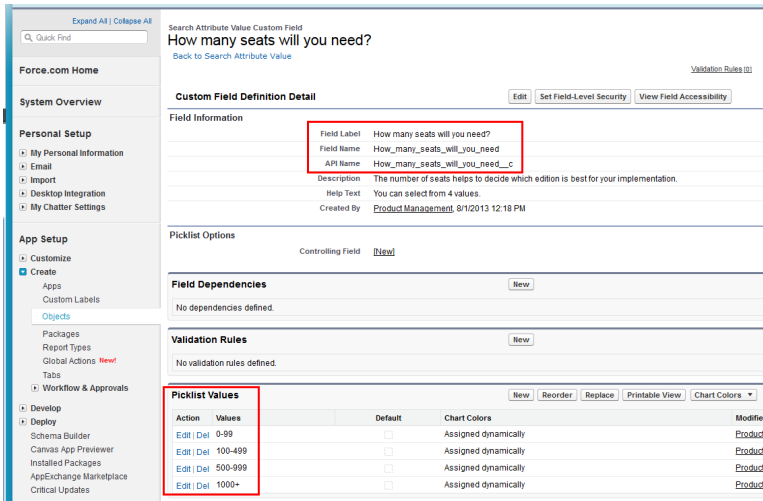 Expand All | Collapse All
Quick Find
Force.com Home
System Overview
Personal Setup
My Personal Information
Email
Import
Desktop Integration
My Chatter Settings
App Setup
Customize
Create
Apps
Custom Labels
Objects
Packages
Report Types
Global Actions New!
Tabs
Workflow & Approvals
Develop
Deploy
Schema Builder
Canvas App Previewer
Installed Packages
AppExchange Marketplace
Critical Updates
Search Attribute Value Custom Field
How many seats will you need?
Back to Search Attribute Value
Validation Rules [0]
Custom Field Definition Detail Edit Set Field-Level Security View Field Accessibility
Field Information
Field Label How many seats will you need?
Field Name How_many_seats_will_you_need
API Name How_many_seats_will_you_need__c
Description The number of seats helps to decide which edition is best for your implementation.
Help Text You can select from 4 values.
Created By Product Management, 8/1/2013 12:18 PM
Picklist Options
Controlling Field [New]
Field Dependencies New
No dependencies defined.
Validation Rules New
No validation rules defined.
Picklist Values New Reorder Replace Printable View Chart Colors
Action Values Default Chart Colors Modifie
Edit | Del 0-99 Assigned dynamically Product
Edit | Del 100-499 Assigned dynamically Product
Edit | Del 500-999 Assigned dynamically Product
Edit | Del 1000+ Assigned dynamically Product